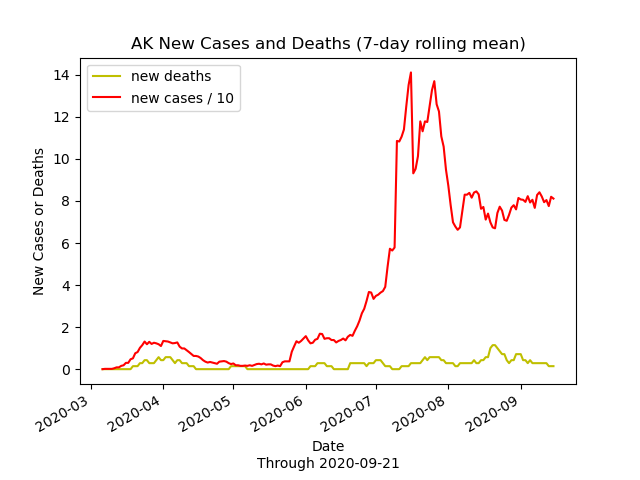 AK New Cases and Deaths (7-day rolling mean)
new deaths
new cases / 10
New Cases or Deaths
14
12
10
8
6
4
2
0
2020-03
2020-04
2020-05
2020-06
2020-07
2020-08
2020-09
Date
Through 2020-09-21